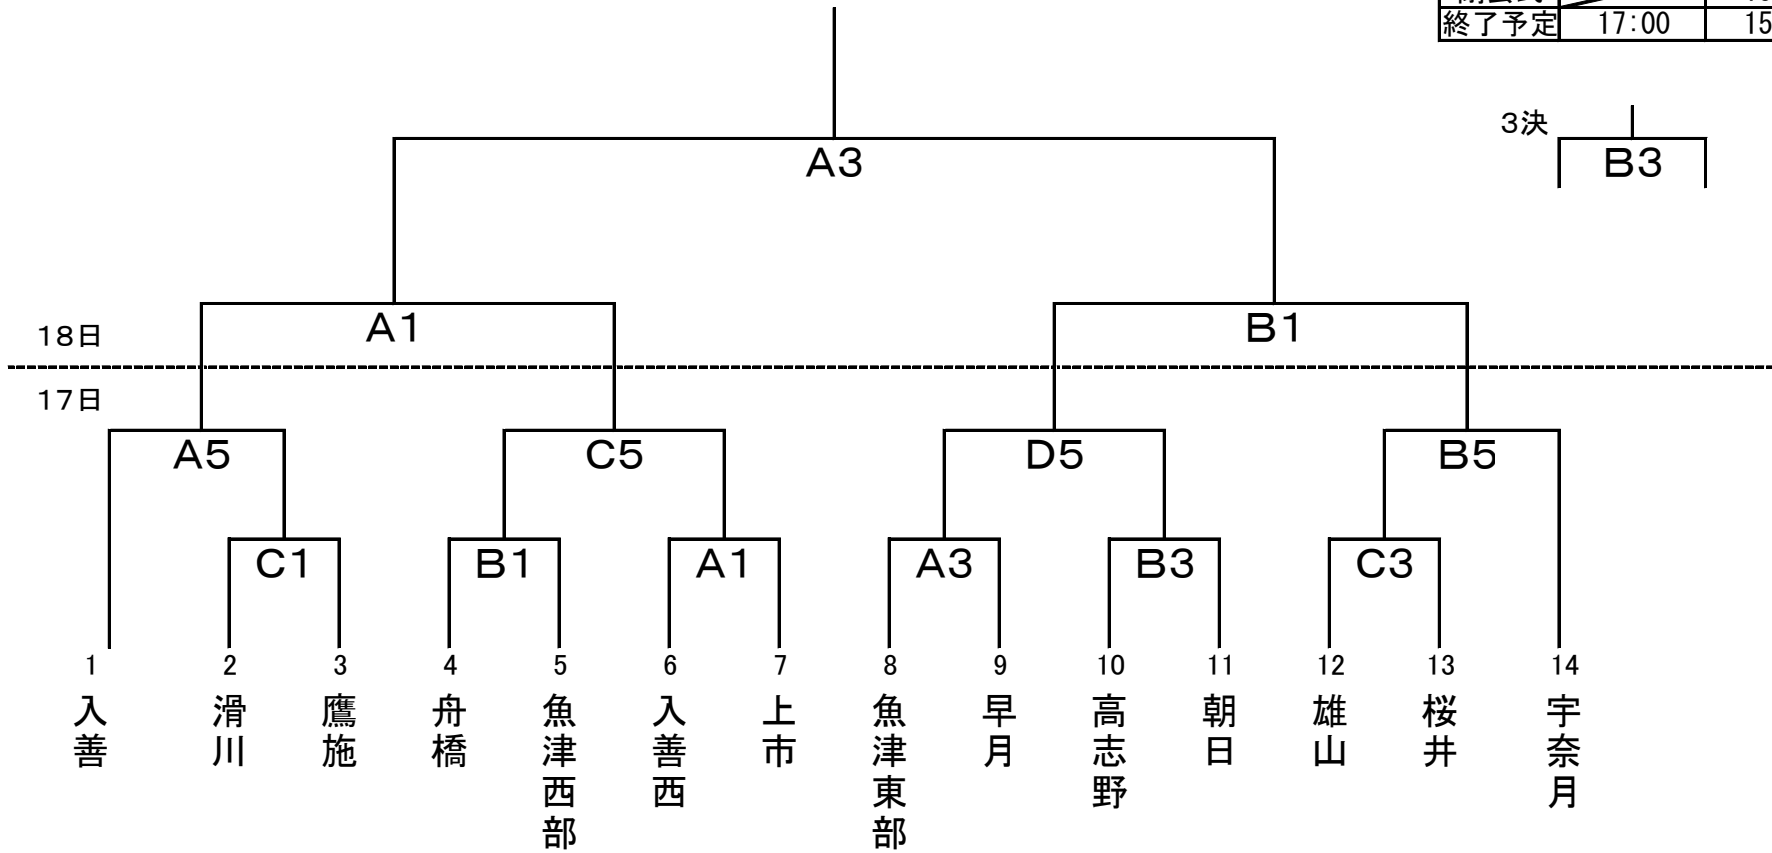 終了予定 17:00 15
3決
B3
A3
18日
A1 B1
17日
A5 C5 D5 B5
C1 B1 A1 A3 B3 C3
1 2 3 4 5 6 7 8 9 10 11 12 13 14
入善
滑川
鷹施
舟橋
魚津西部
入善西
上市
魚津東部
早月
高志野
朝日
雄山
桜井
宇奈月